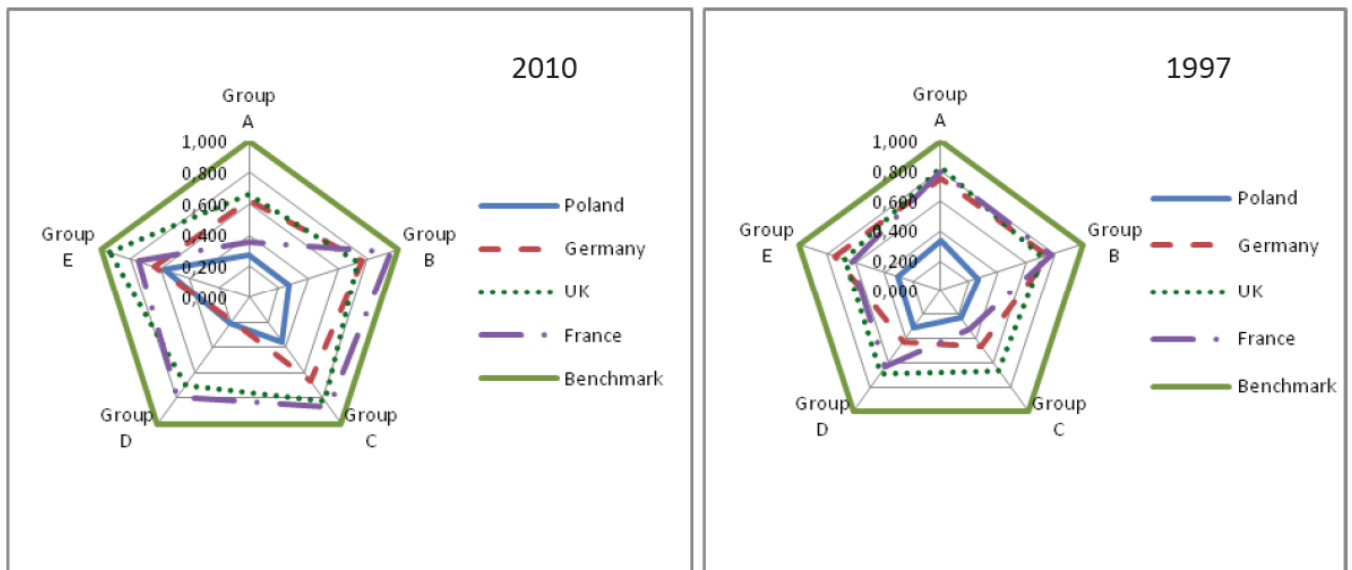 2010
Group
A
1,000
0,800
0,600
0,400
0,200
0,000
Group
B
Group
C
Group
D
Group
E
Poland
Germany
UK
France
Benchmark
1997
Group
A
1,000
0,800
0,600
0,400
0,200
0,000
Group
B
Group
C
Group
D
Group
E
Poland
Germany
UK
France
Benchmark